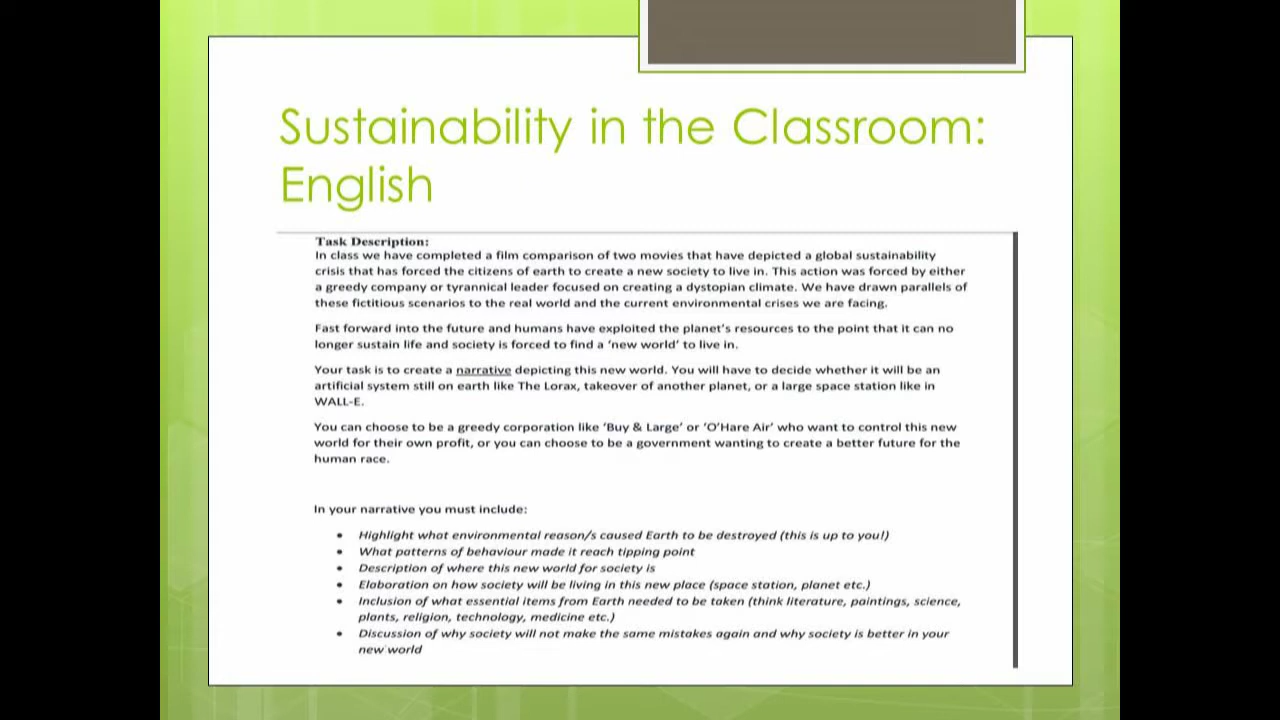 Sustainability in the Classroom:
English
Task Description:
In class we have completed a film comparison of two movies that have depicted a global sustainability
crisis that has forced the citizens of earth to create a new society to live in. This action was forced by either
a greedy company or tyrannical leader focused on creating a dystopian climate. We have drawn parallels of
these fictitious scenarios to the real world and the current environmental crises we are facing.
Fast forward into the future and humans have exploited the planet's resources to the point that it can no
longer sustain life and society is forced to find a 'new world' to live in.
Your task is to create a narrative depicting this new world. You will have to decide whether it will be an
artificial system still on earth like The Lorax, takeover of another planet, or a large space station like in
WALL-E.
You can choose to be a greedy corporation like 'Buy & Large' or 'O'Hare Air' who want to control this new
world for their own profit, or you can choose to be a government wanting to create a better future for the
human race.
In your narrative you must include:
• Highlight what environmental reason/s caused Earth to be destroyed (this is up to you!)
• What patterns of behaviour made it reach tipping point
• Description of where this new world for society is
• Elaboration on how society will be living in this new place (space station, planet etc.)
• Inclusion of what essential items from Earth needed to be taken (think literature, paintings, science,
plants, religion, technology, medicine etc.)
• Discussion of why society will not make the same mistakes again and why society is better in your
new world